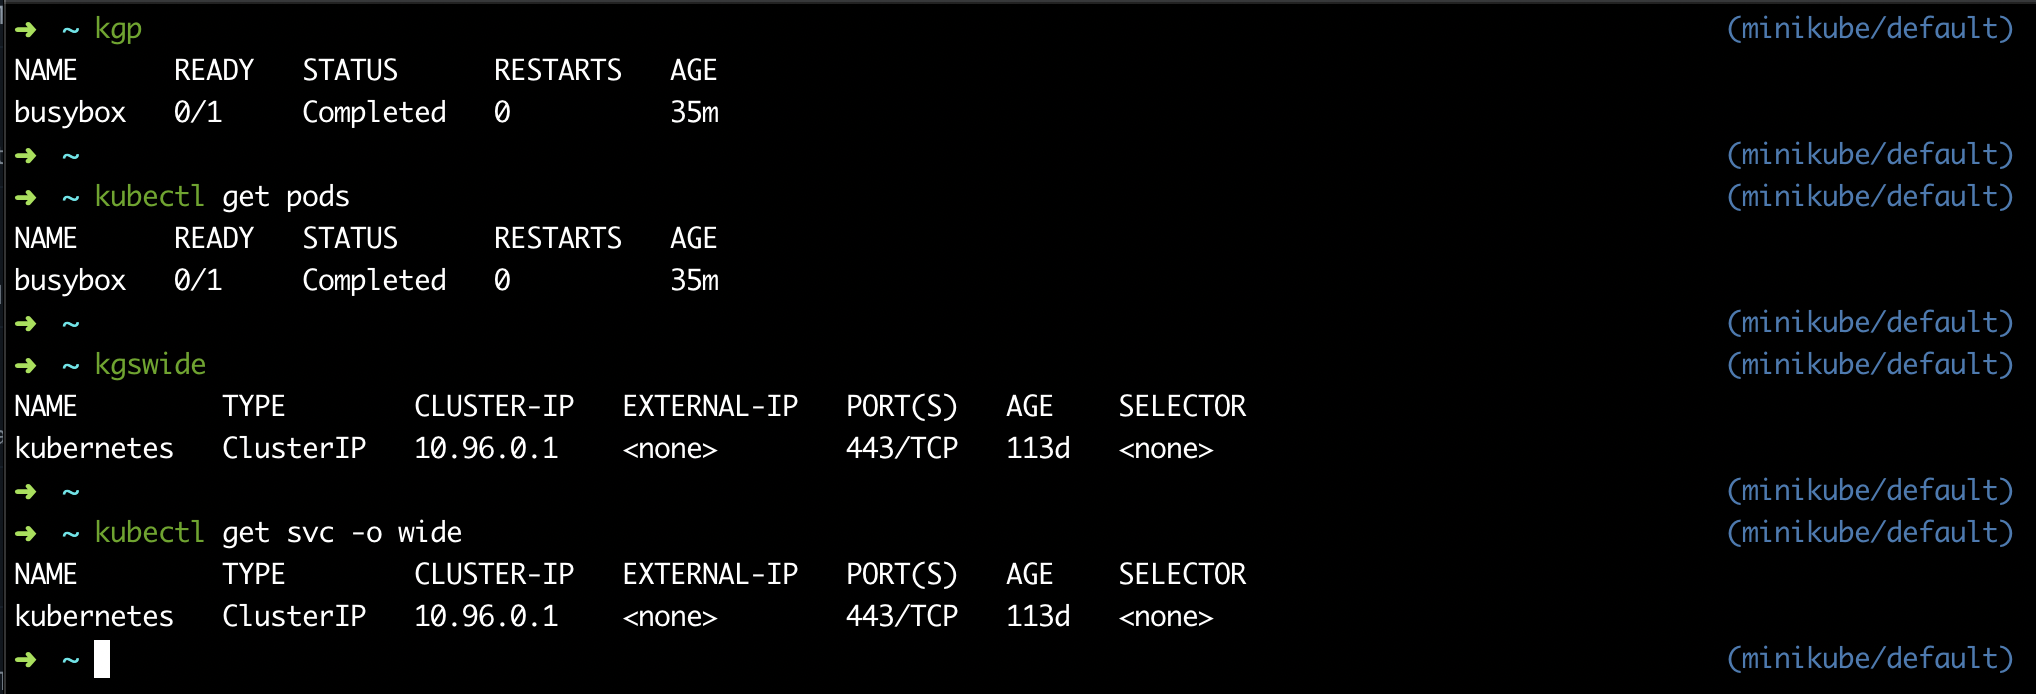 ➜ ~ kgp (minikube/default)
NAME READY STATUS RESTARTS AGE
busybox 0/1 Completed 0 35m
➜ ~ (minikube/default)
➜ ~ kubectl get pods (minikube/default)
NAME READY STATUS RESTARTS AGE
busybox 0/1 Completed 0 35m
➜ ~ (minikube/default)
➜ ~ kgswide (minikube/default)
NAME TYPE CLUSTER-IP EXTERNAL-IP PORT(S) AGE SELECTOR
kubernetes ClusterIP 10.96.0.1 <none> 443/TCP 113d <none>
➜ ~ (minikube/default)
➜ ~ kubectl get svc -o wide (minikube/default)
NAME TYPE CLUSTER-IP EXTERNAL-IP PORT(S) AGE SELECTOR
kubernetes ClusterIP 10.96.0.1 <none> 443/TCP 113d <none>
➜ ~ (minikube/default)